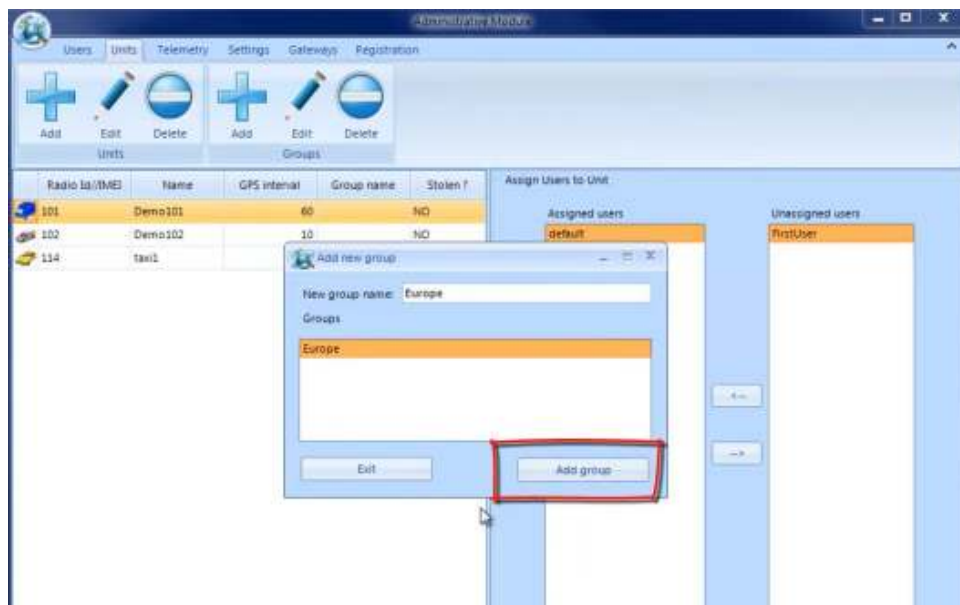 Administrative Module
Users Units Telemetry Settings Gateways Registration
Add Edit Delete Add Edit Delete
Units Groups
Radio Id/IMEI Name GPS interval Group name Stolen ? Assign Users to Unit
101 Demo101 60 NO Assigned users Unassigned users
102 Demo102 10 NO default FirstUser
114 taxi1
Add new group
New group name: Europe
Groups
Europe
<--
-->
Exit Add group